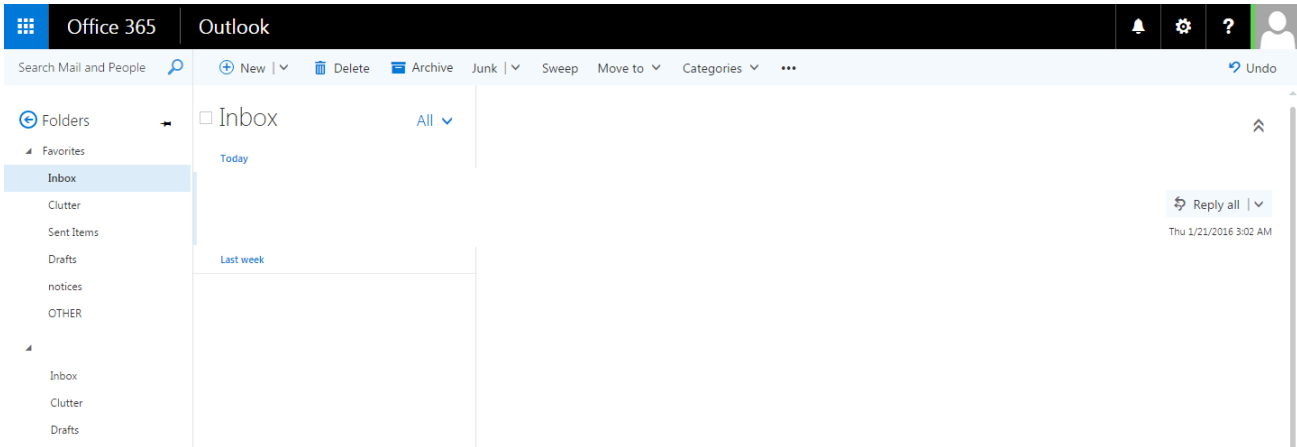 Office 365 Outlook ?
Search Mail and People New Delete Archive Junk Sweep Move to Categories ••• Undo
Folders
Favorites
Inbox
Clutter
Sent Items
Drafts
notices
OTHER
Inbox
Clutter
Drafts
Inbox All
Today
Last week
Reply all
Thu 1/21/2016 3:02 AM